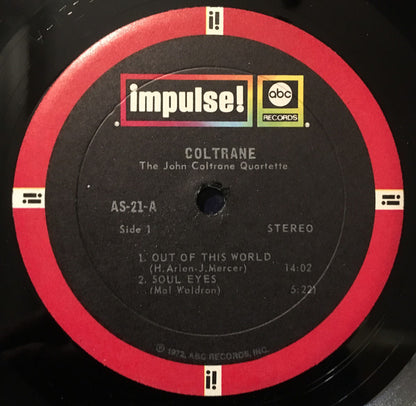 i!
impulse!
abc
RECORDS
COLTRANE
The John Coltrane Quartette
AS-21-A
Side 1
STEREO
i!
i!
1. OUT OF THIS WORLD
(H. Arlen-J. Mercer) 14:02
2. SOUL EYES
(Mal Waldron) 5:22
℗ 1972, ABC RECORDS, INC.
i!